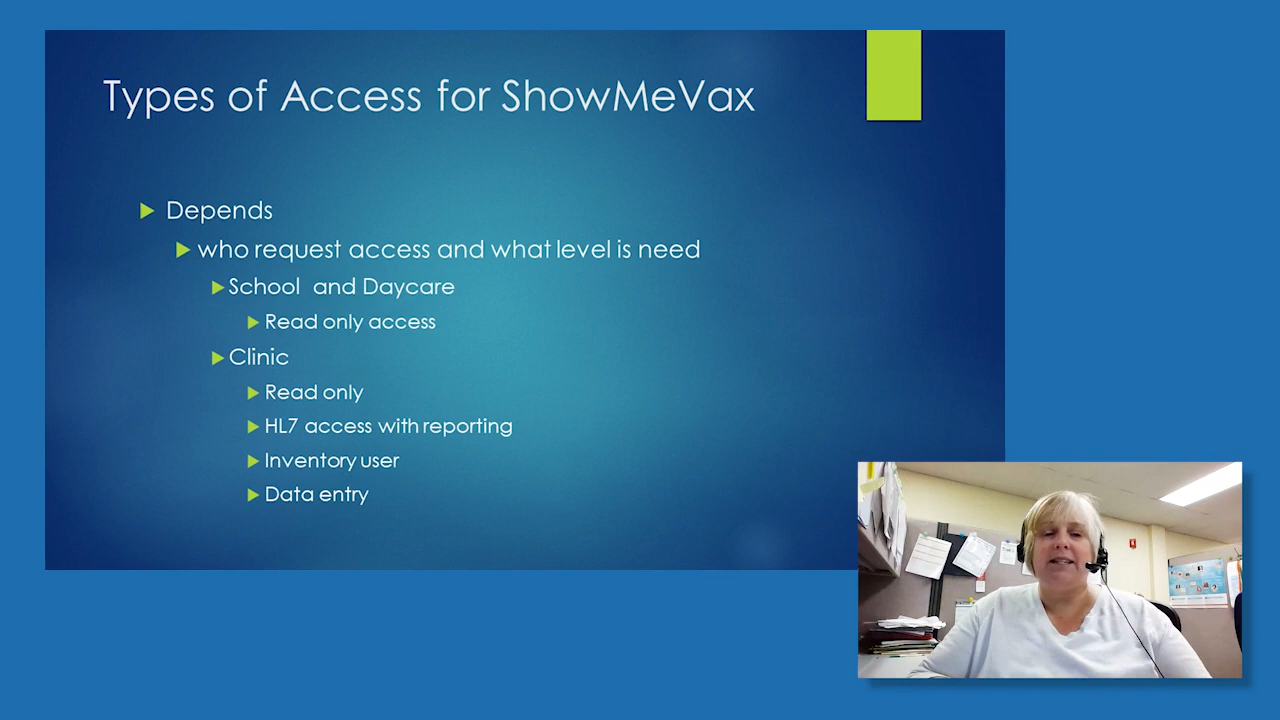 Types of Access for ShowMeVax
Depends
who request access and what level is need
School and Daycare
Read only access
Clinic
Read only
HL7 access with reporting
Inventory user
Data entry